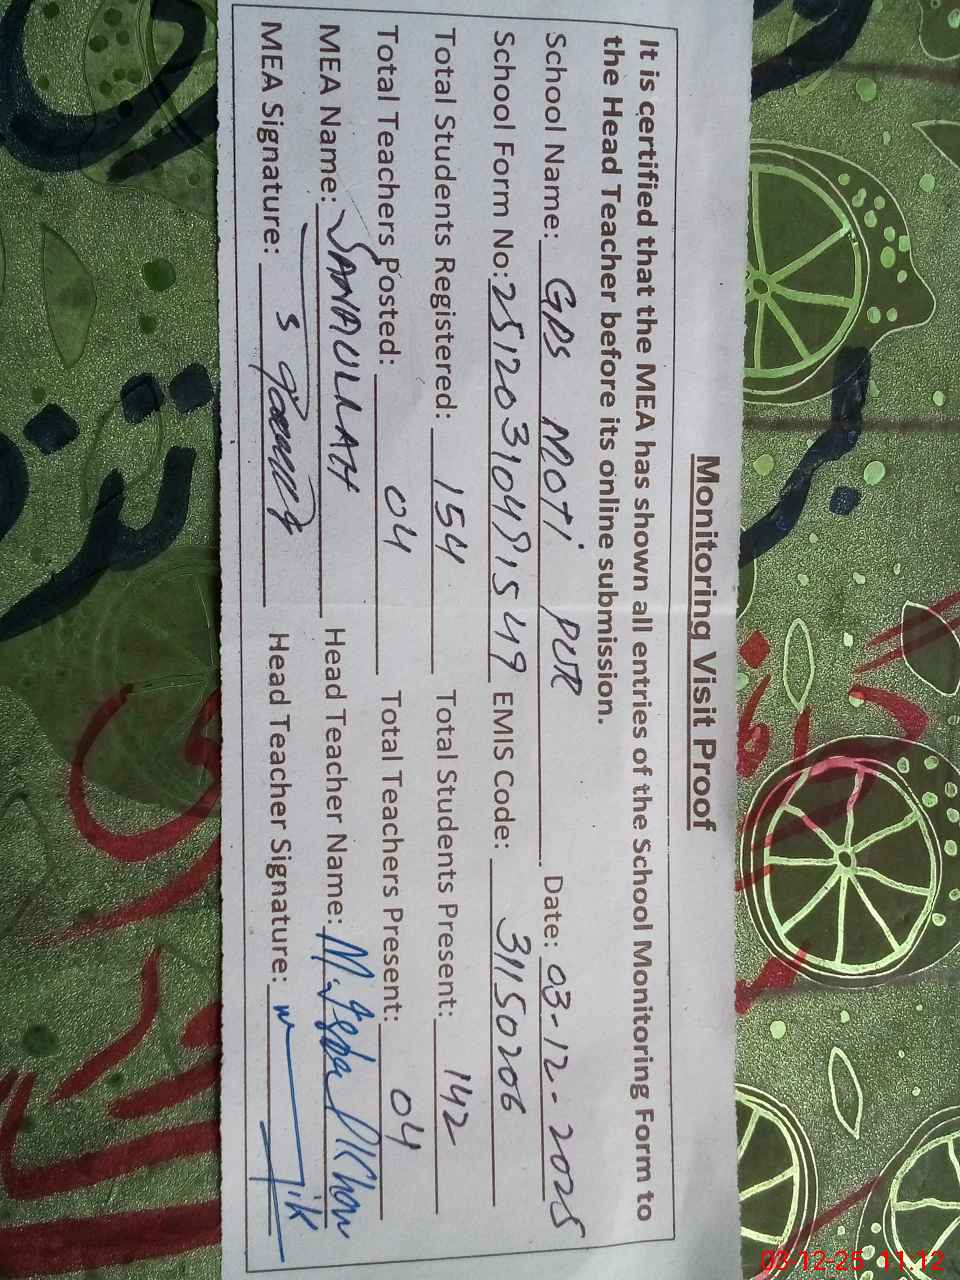 Monitoring Visit Proof
It is certified that the MEA has shown all entries of the School Monitoring Form to
the Head Teacher before its online submission.
School Name: GPS MOTI PUR Date: 03-12-2025
School Form No: 25120310481549 EMIS Code: 31150206
Total Students Registered: 154 Total Students Present: 142
Total Teachers Posted: 04 Total Teachers Present: 04
MEA Name: SANAULLAH Head Teacher Name: M.
MEA Signature: Head Teacher Signature:
03-12-25 11:12